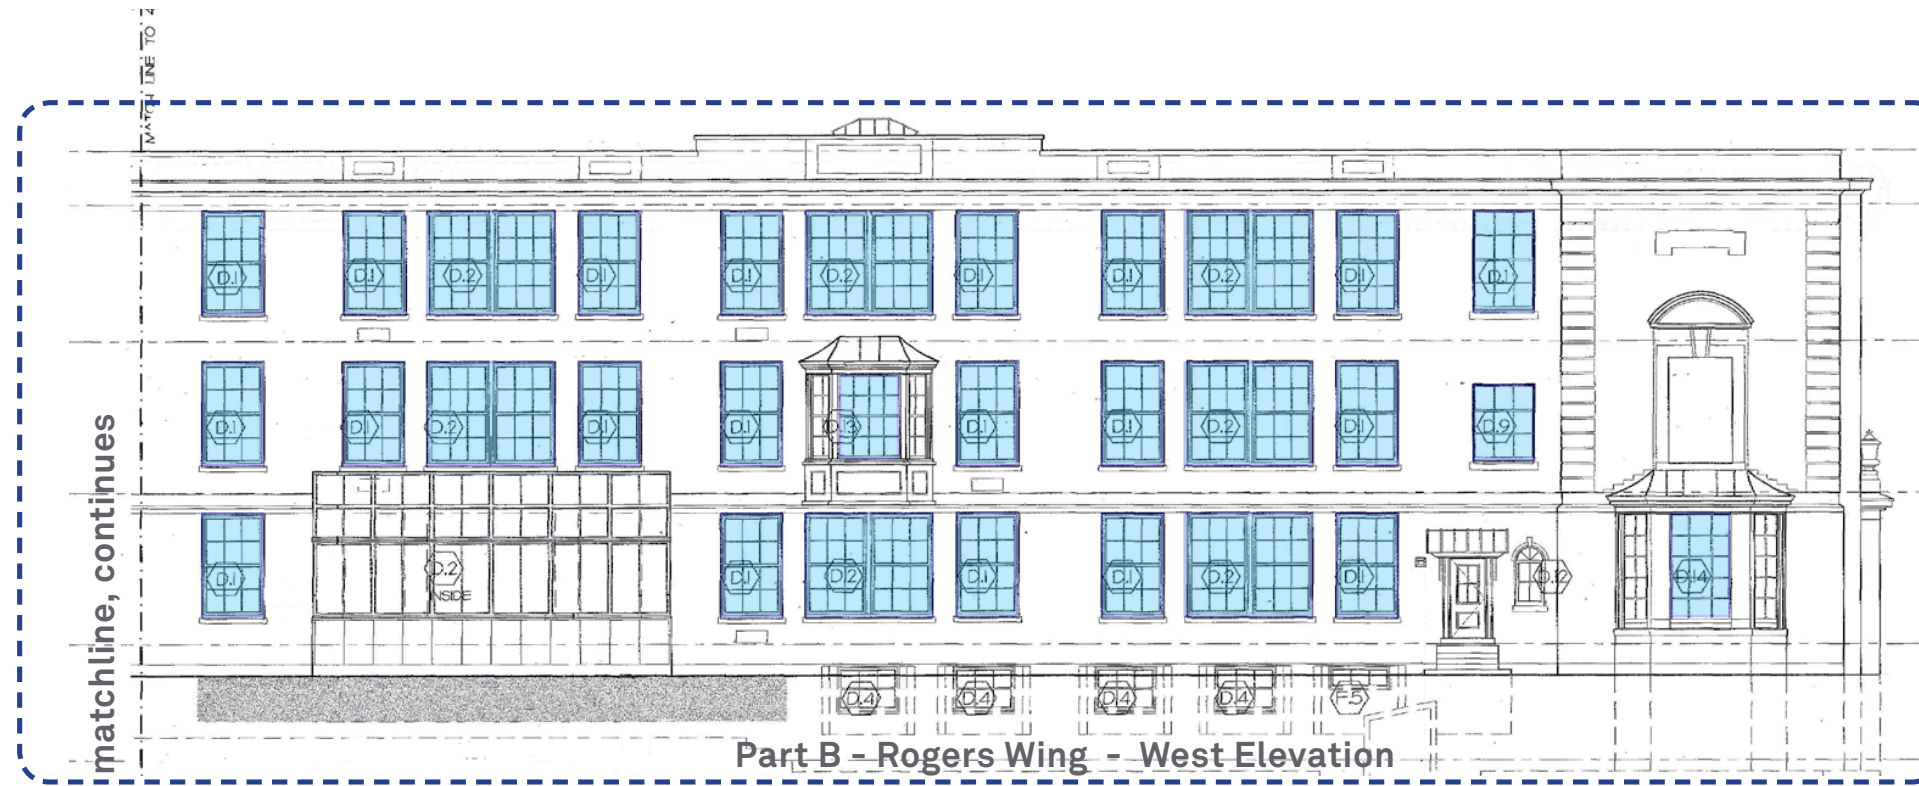 MATCH LINE TO
D.1 D.1 D.2 D.1 D.1 D.2 D.1 D.1 D.2 D.1 D.1
D.1 D.1 D.2 D.1 D.1 D.13 D.1 D.1 D.2 D.1 D.9
D.1 D.2 D.1 D.2 D.1 D.1 D.2 D.1 D.12 D.14
INSIDE
D.4 D.4 D.4 D.4 F.5
matchline, continues
Part B - Rogers Wing - West Elevation